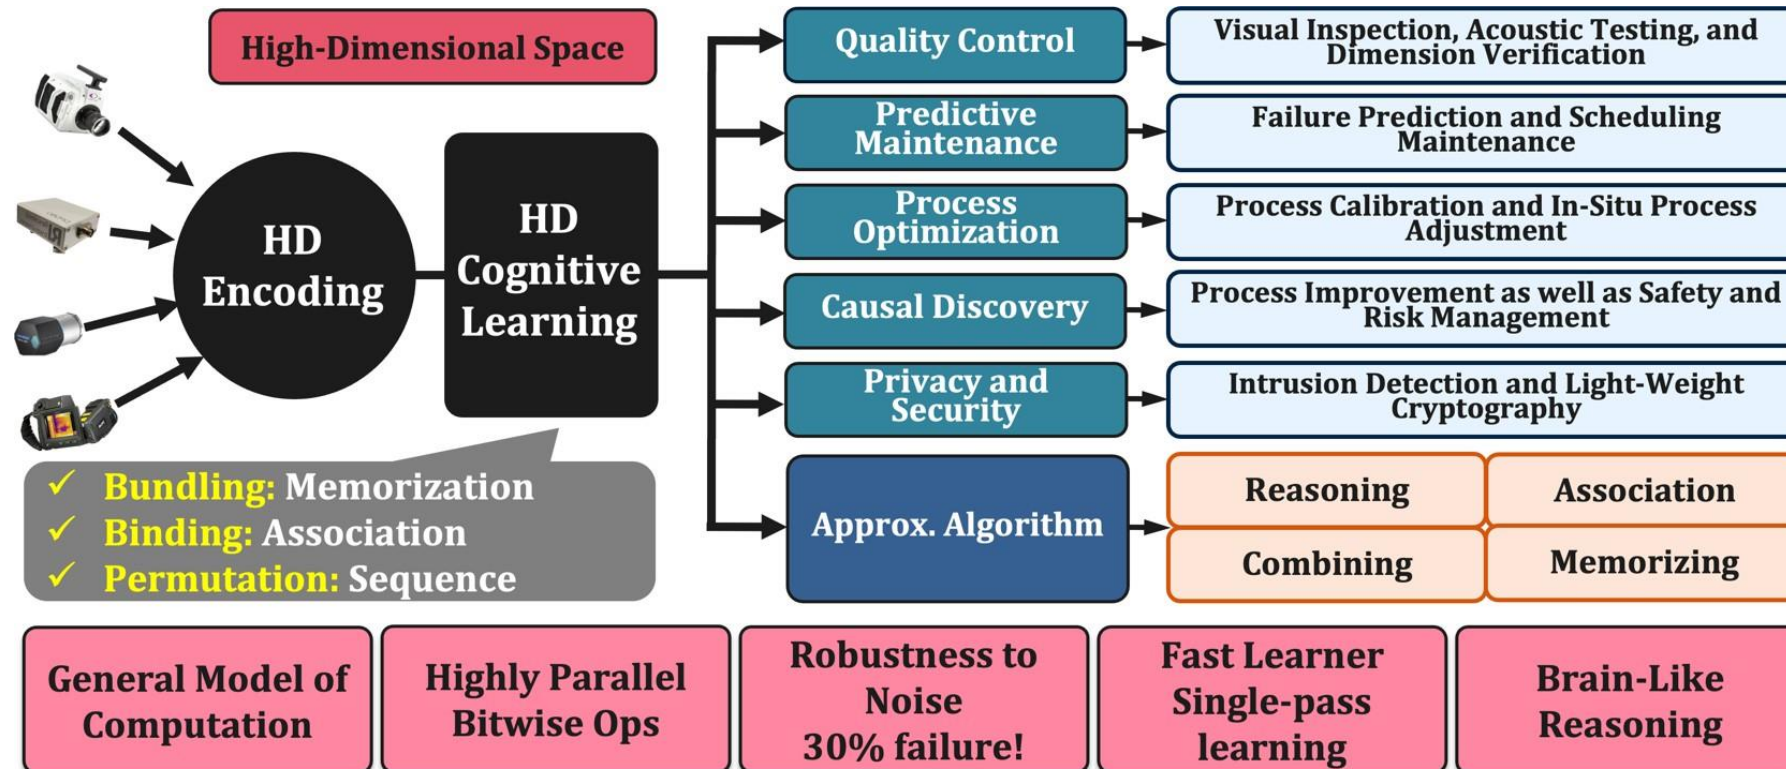 High-Dimensional Space
HD
Encoding
HD
Cognitive
Learning
✓ Bundling: Memorization
✓ Binding: Association
✓ Permutation: Sequence
Quality Control
Visual Inspection, Acoustic Testing, and
Dimension Verification
Predictive
Maintenance
Failure Prediction and Scheduling
Maintenance
Process
Optimization
Process Calibration and In-Situ Process
Adjustment
Causal Discovery
Process Improvement as well as Safety and
Risk Management
Privacy and
Security
Intrusion Detection and Light-Weight
Cryptography
Approx. Algorithm
Reasoning
Association
Combining
Memorizing
General Model of
Computation
Highly Parallel
Bitwise Ops
Robustness to
Noise
30% failure!
Fast Learner
Single-pass
learning
Brain-Like
Reasoning